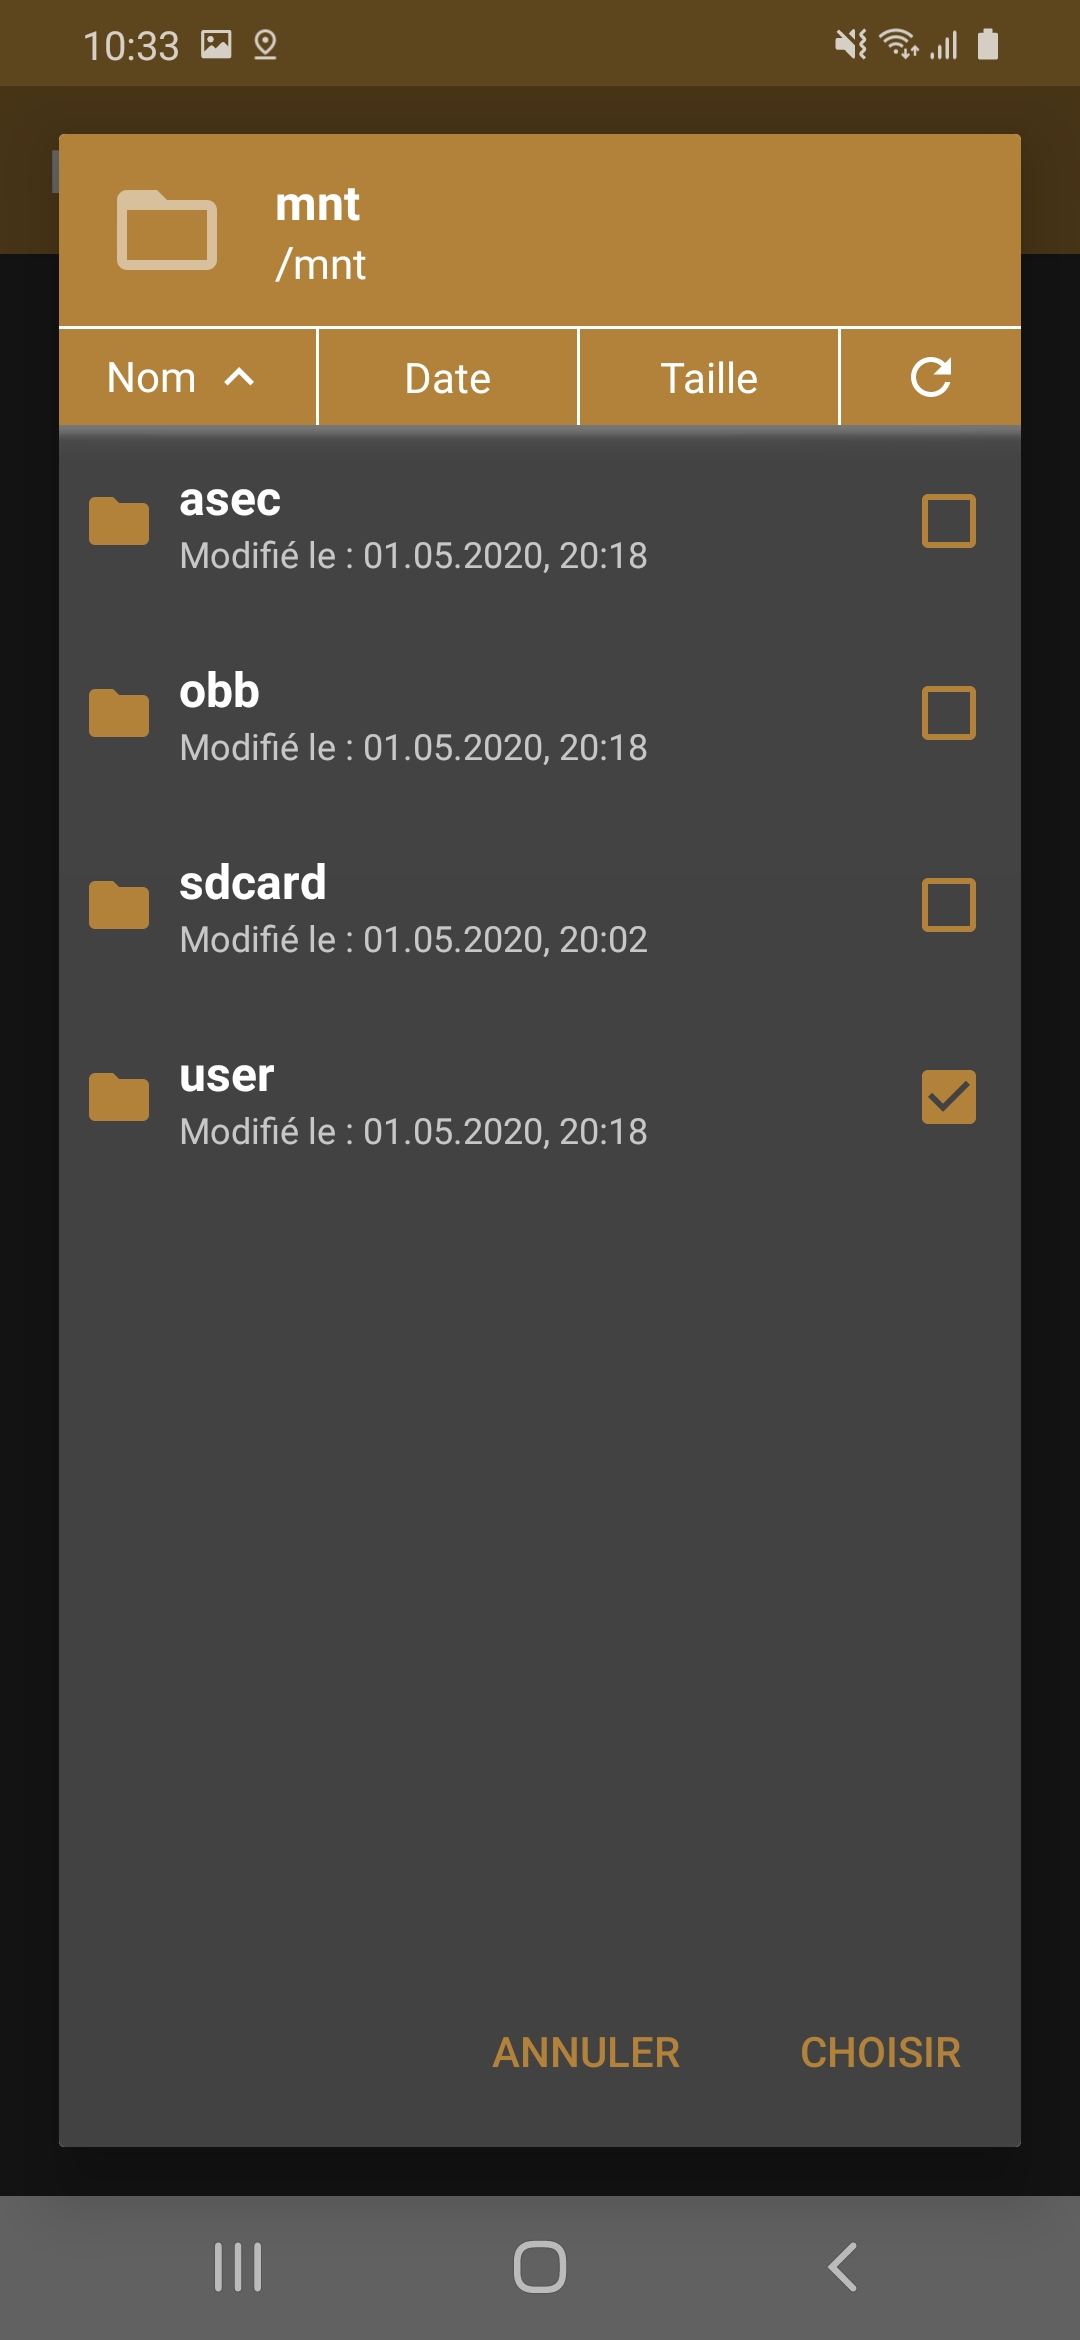 10:33
mnt
/mnt
Nom
Date
Taille
asec
Modifié le : 01.05.2020, 20:18
obb
Modifié le : 01.05.2020, 20:18
sdcard
Modifié le : 01.05.2020, 20:02
user
Modifié le : 01.05.2020, 20:18
ANNULER
CHOISIR